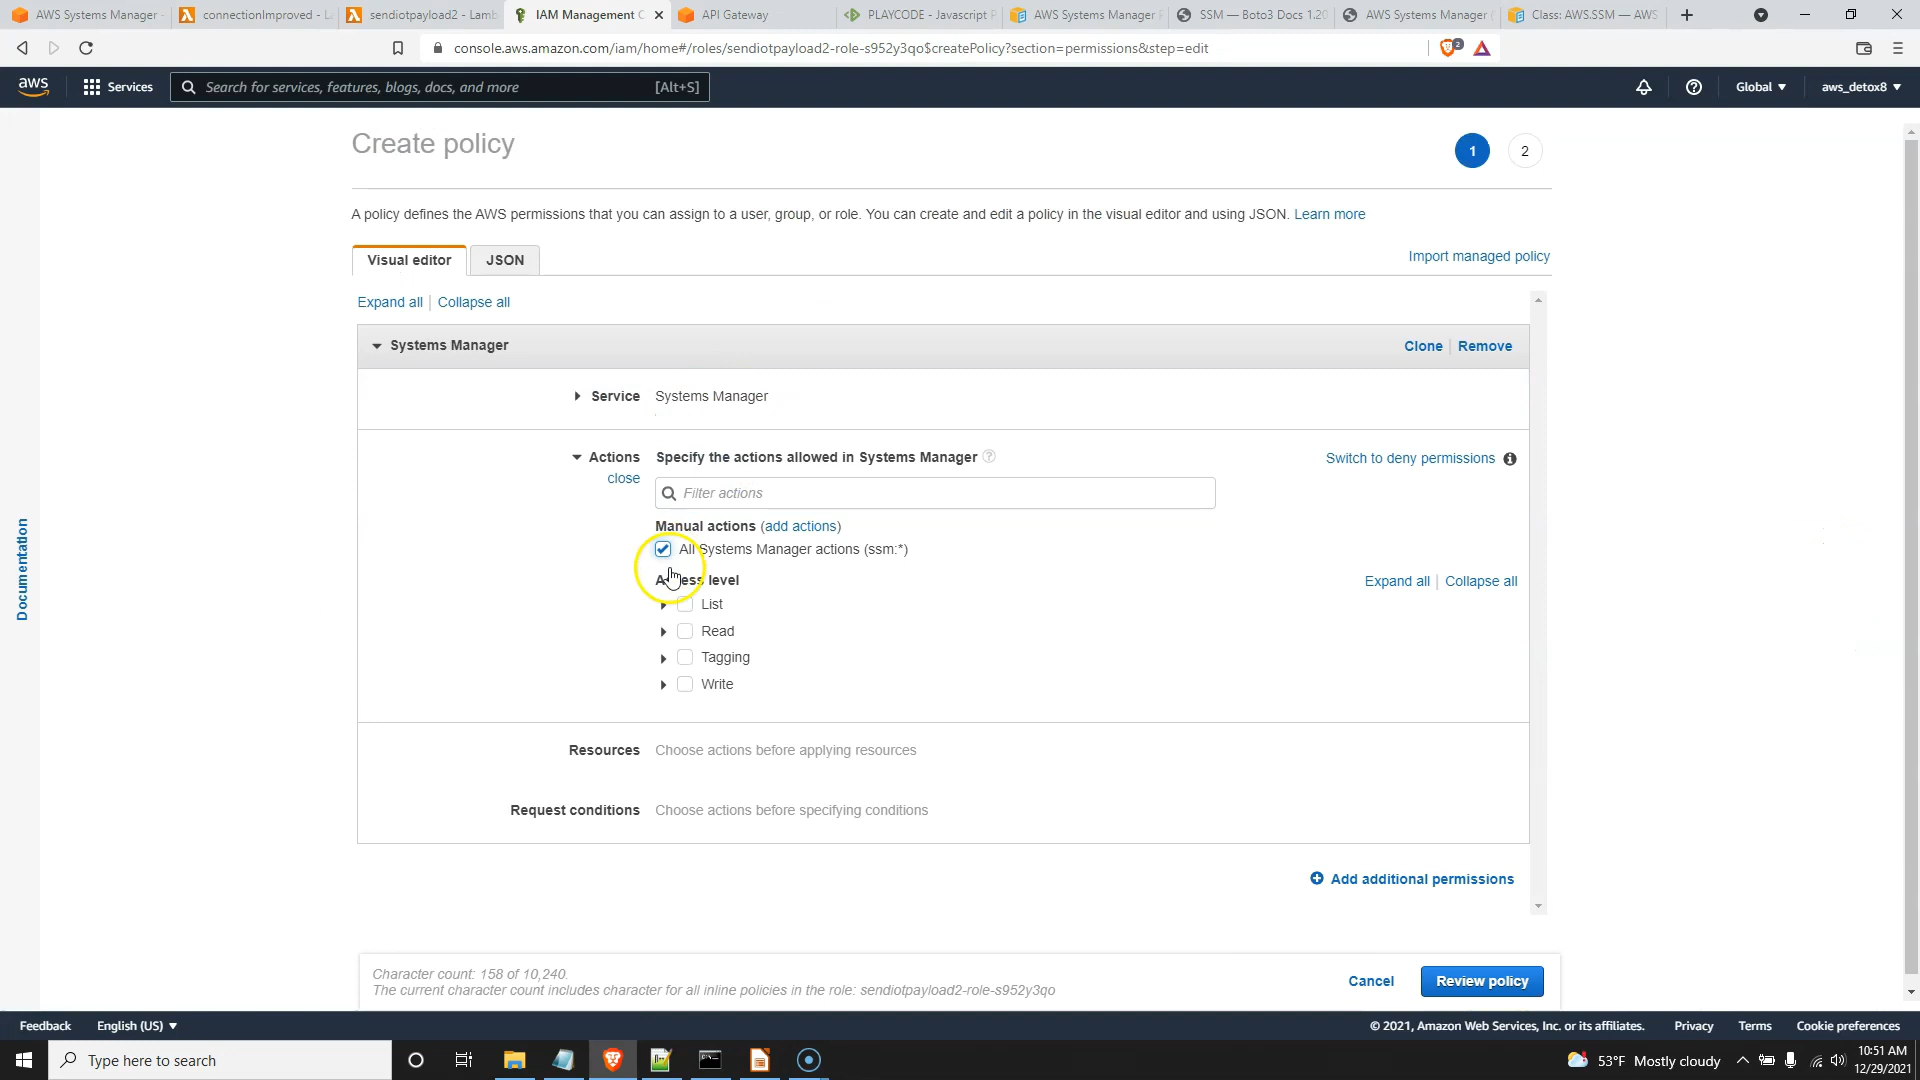 AWS Systems Manager -
connectionImproved - La
sendiotpayload2 - Lamb
IAM Management C
API Gateway
PLAYCODE - Javascript P
AWS Systems Manager P
SSM — Boto3 Docs 1.20
AWS Systems Manager (
Class: AWS.SSM — AWS
console.aws.amazon.com/iam/home#/roles/sendiotpayload2-role-s952y3qo$createPolicy?section=permissions&step=edit
2
aws
Services
Search for services, features, blogs, docs, and more
[Alt+S]
Global
aws_detox8
Documentation
Create policy
1
2
A policy defines the AWS permissions that you can assign to a user, group, or role. You can create and edit a policy in the visual editor and using JSON. Learn more
Visual editor
JSON
Import managed policy
Expand all | Collapse all
Systems Manager
Clone | Remove
Service
Systems Manager
Actions
close
Specify the actions allowed in Systems Manager
Switch to deny permissions
Filter actions
Manual actions (add actions)
All Systems Manager actions (ssm:*)
Access level
Expand all | Collapse all
List
Read
Tagging
Write
Resources
Choose actions before applying resources
Request conditions
Choose actions before specifying conditions
Add additional permissions
Character count: 158 of 10,240.
The current character count includes character for all inline policies in the role: sendiotpayload2-role-s952y3qo
Cancel
Review policy
Feedback
English (US)
© 2021, Amazon Web Services, Inc. or its affiliates.
Privacy
Terms
Cookie preferences
Type here to search
53°F Mostly cloudy
10:51 AM
12/29/2021